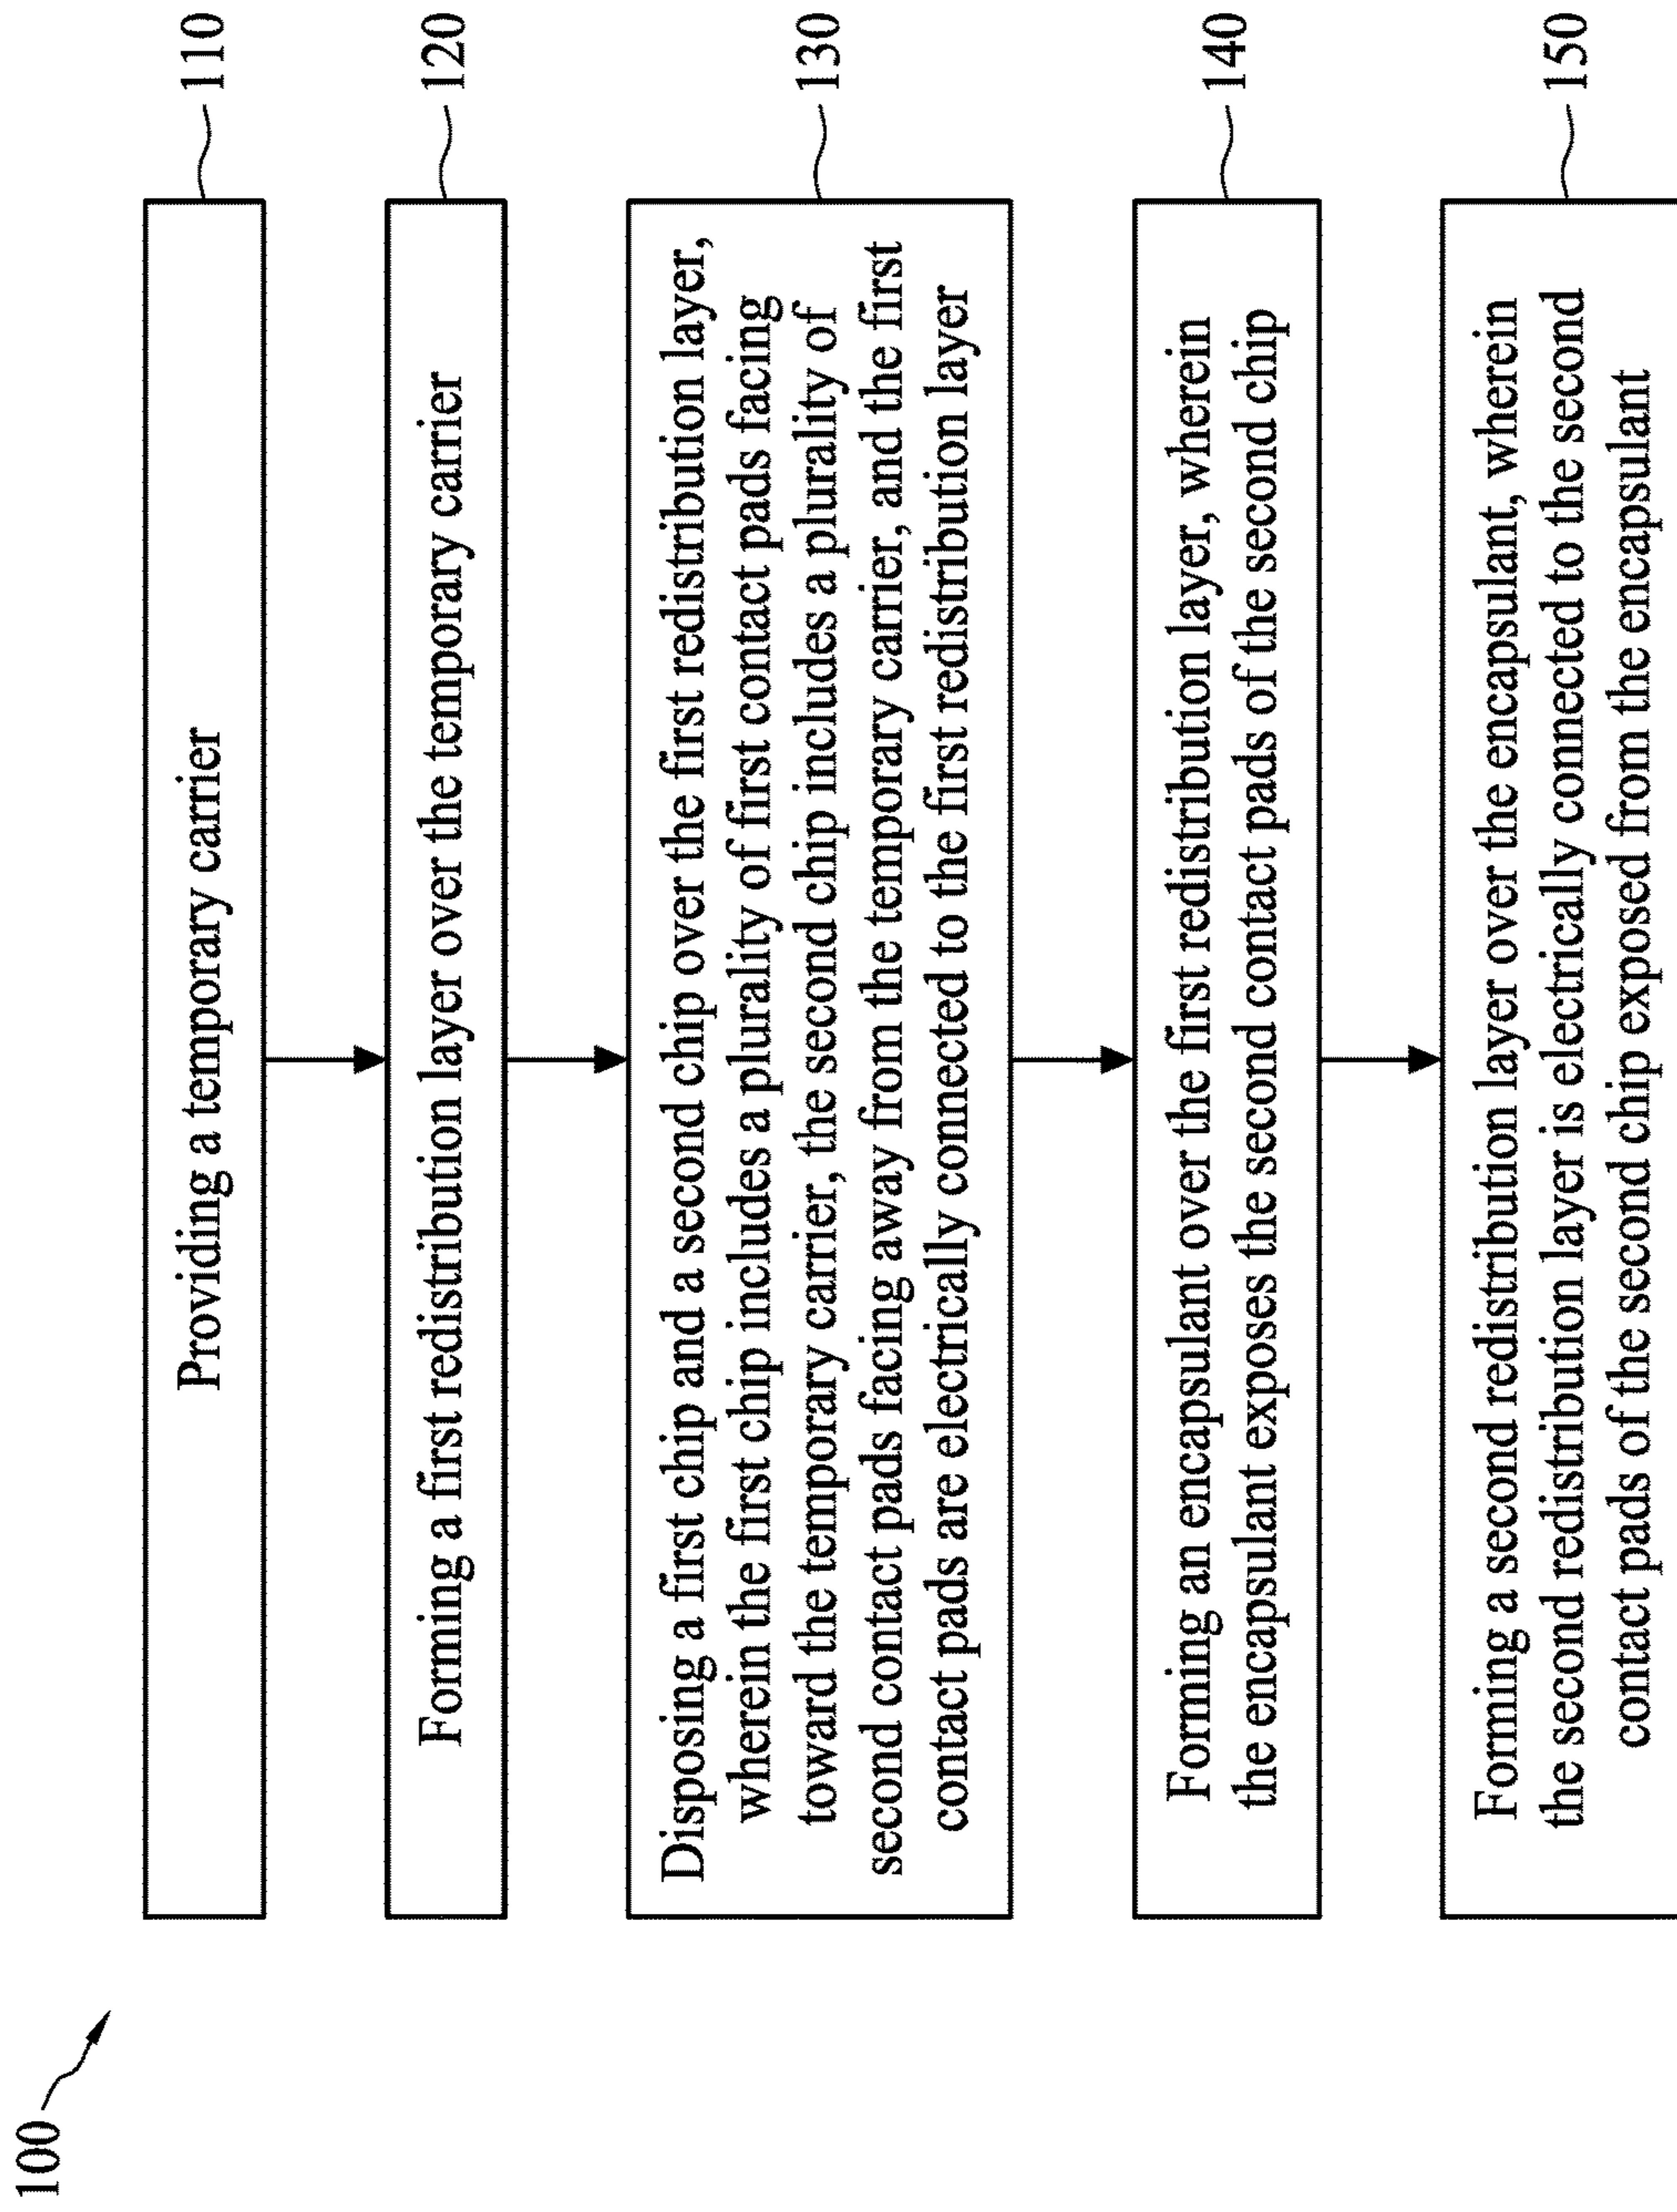 100
Providing a temporary carrier
110
Forming a first redistribution layer over the temporary carrier
120
Disposing a first chip and a second chip over the first redistribution layer,
wherein the first chip includes a plurality of first contact pads facing
toward the temporary carrier, the second chip includes a plurality of
second contact pads facing away from the temporary carrier, and the first
contact pads are electrically connected to the first redistribution layer
130
Forming an encapsulant over the first redistribution layer, wherein
the encapsulant exposes the second contact pads of the second chip
140
Forming a second redistribution layer over the encapsulant, wherein
the second redistribution layer is electrically connected to the second
contact pads of the second chip exposed from the encapsulant
150